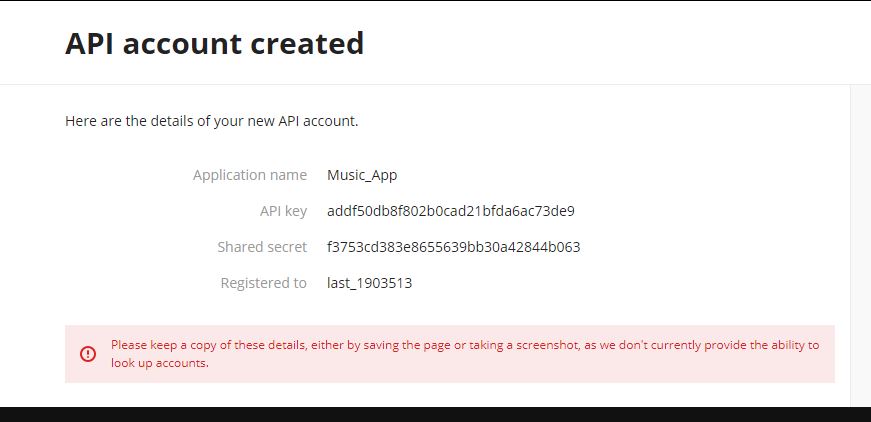 API account created
Here are the details of your new API account.
Application name Music_App
API key addf50db8f802b0cad21bfda6ac73de9
Shared secret f3753cd383e8655639bb30a42844b063
Registered to last_1903513
Please keep a copy of these details, either by saving the page or taking a screenshot, as we don't currently provide the ability to
look up accounts.